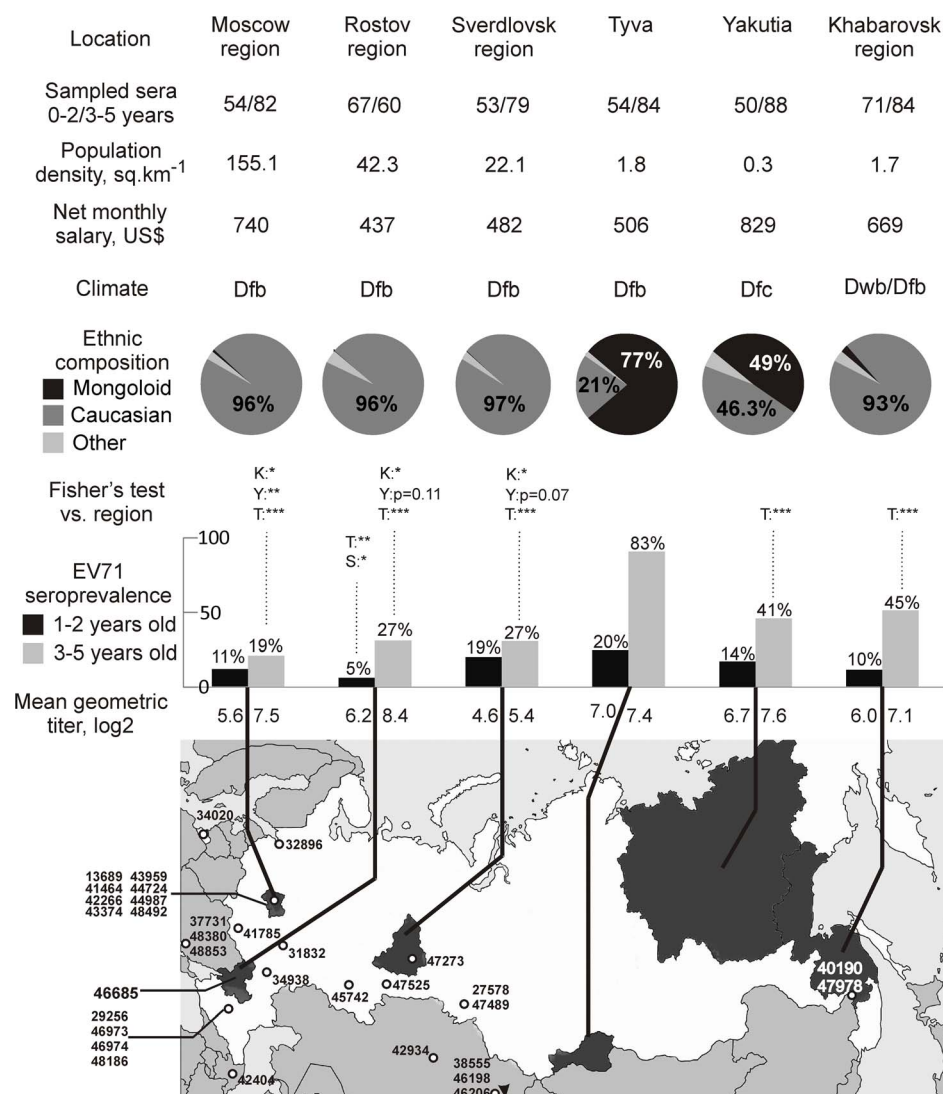 Location
Moscow region
Rostov region
Sverdlovsk region
Tyva
Yakutia
Khabarovsk region
Sampled sera
0-2/3-5 years
54/82
67/60
53/79
54/84
50/88
71/84
Population
density, sq.km-1
155.1
42.3
22.1
1.8
0.3
1.7
Net monthly
salary, US$
740
437
482
506
829
669
Climate
Dfb
Dfb
Dfb
Dfb
Dfc
Dwb/Dfb
Ethnic
composition
Mongoloid
Caucasian
Other
96%
96%
97%
77%
21%
49%
46.3%
93%
Fisher's test
vs. region
K:*
Y:**
T:***
T:**
S:*
K:*
Y:p=0.11
T:***
K:*
Y:p=0.07
T:***
T:***
T:***
EV71
seroprevalence
1-2 years old
3-5 years old
100
50
0
11%
19%
5%
27%
19%
27%
20%
83%
14%
41%
10%
45%
Mean geometric
titer, log2
5.6 7.5
6.2 8.4
4.6 5.4
7.0 7.4
6.7 7.6
6.0 7.1
34020
32896
13689 43959
41464 44724
42266 44987
43374 48492
37731
48380
48853
41785
31832
47273
34938
45742
47525
27578
47489
40190
47978
46685
29256
46973
46974
48186
42934
38555
46198
46206
42404